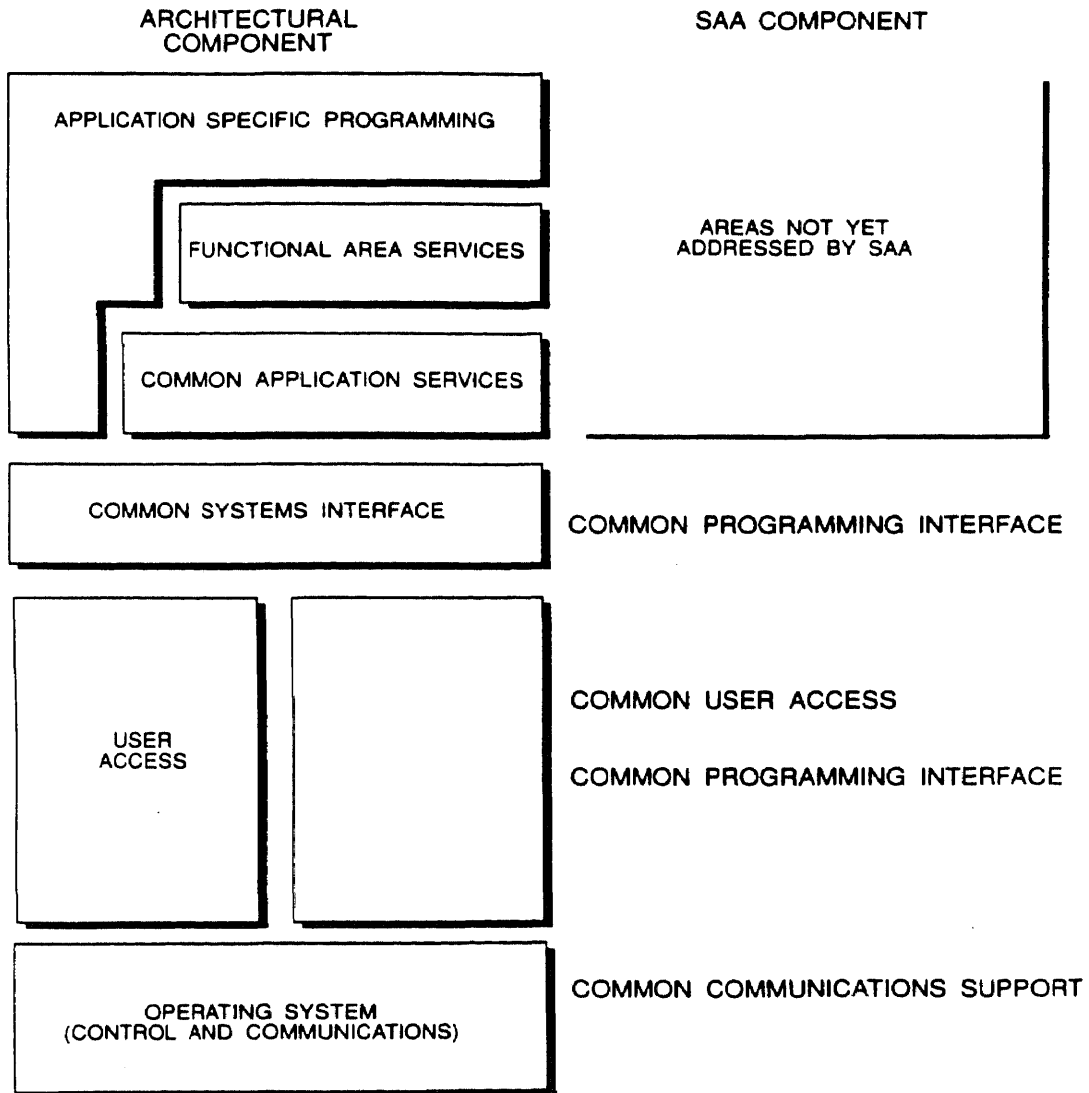 ARCHITECTURAL
COMPONENT
SAA COMPONENT
APPLICATION SPECIFIC PROGRAMMING
FUNCTIONAL AREA SERVICES
AREAS NOT YET
ADDRESSED BY SAA
COMMON APPLICATION SERVICES
COMMON SYSTEMS INTERFACE
COMMON PROGRAMMING INTERFACE
USER
ACCESS
COMMON USER ACCESS
COMMON PROGRAMMING INTERFACE
OPERATING SYSTEM
(CONTROL AND COMMUNICATIONS)
COMMON COMMUNICATIONS SUPPORT